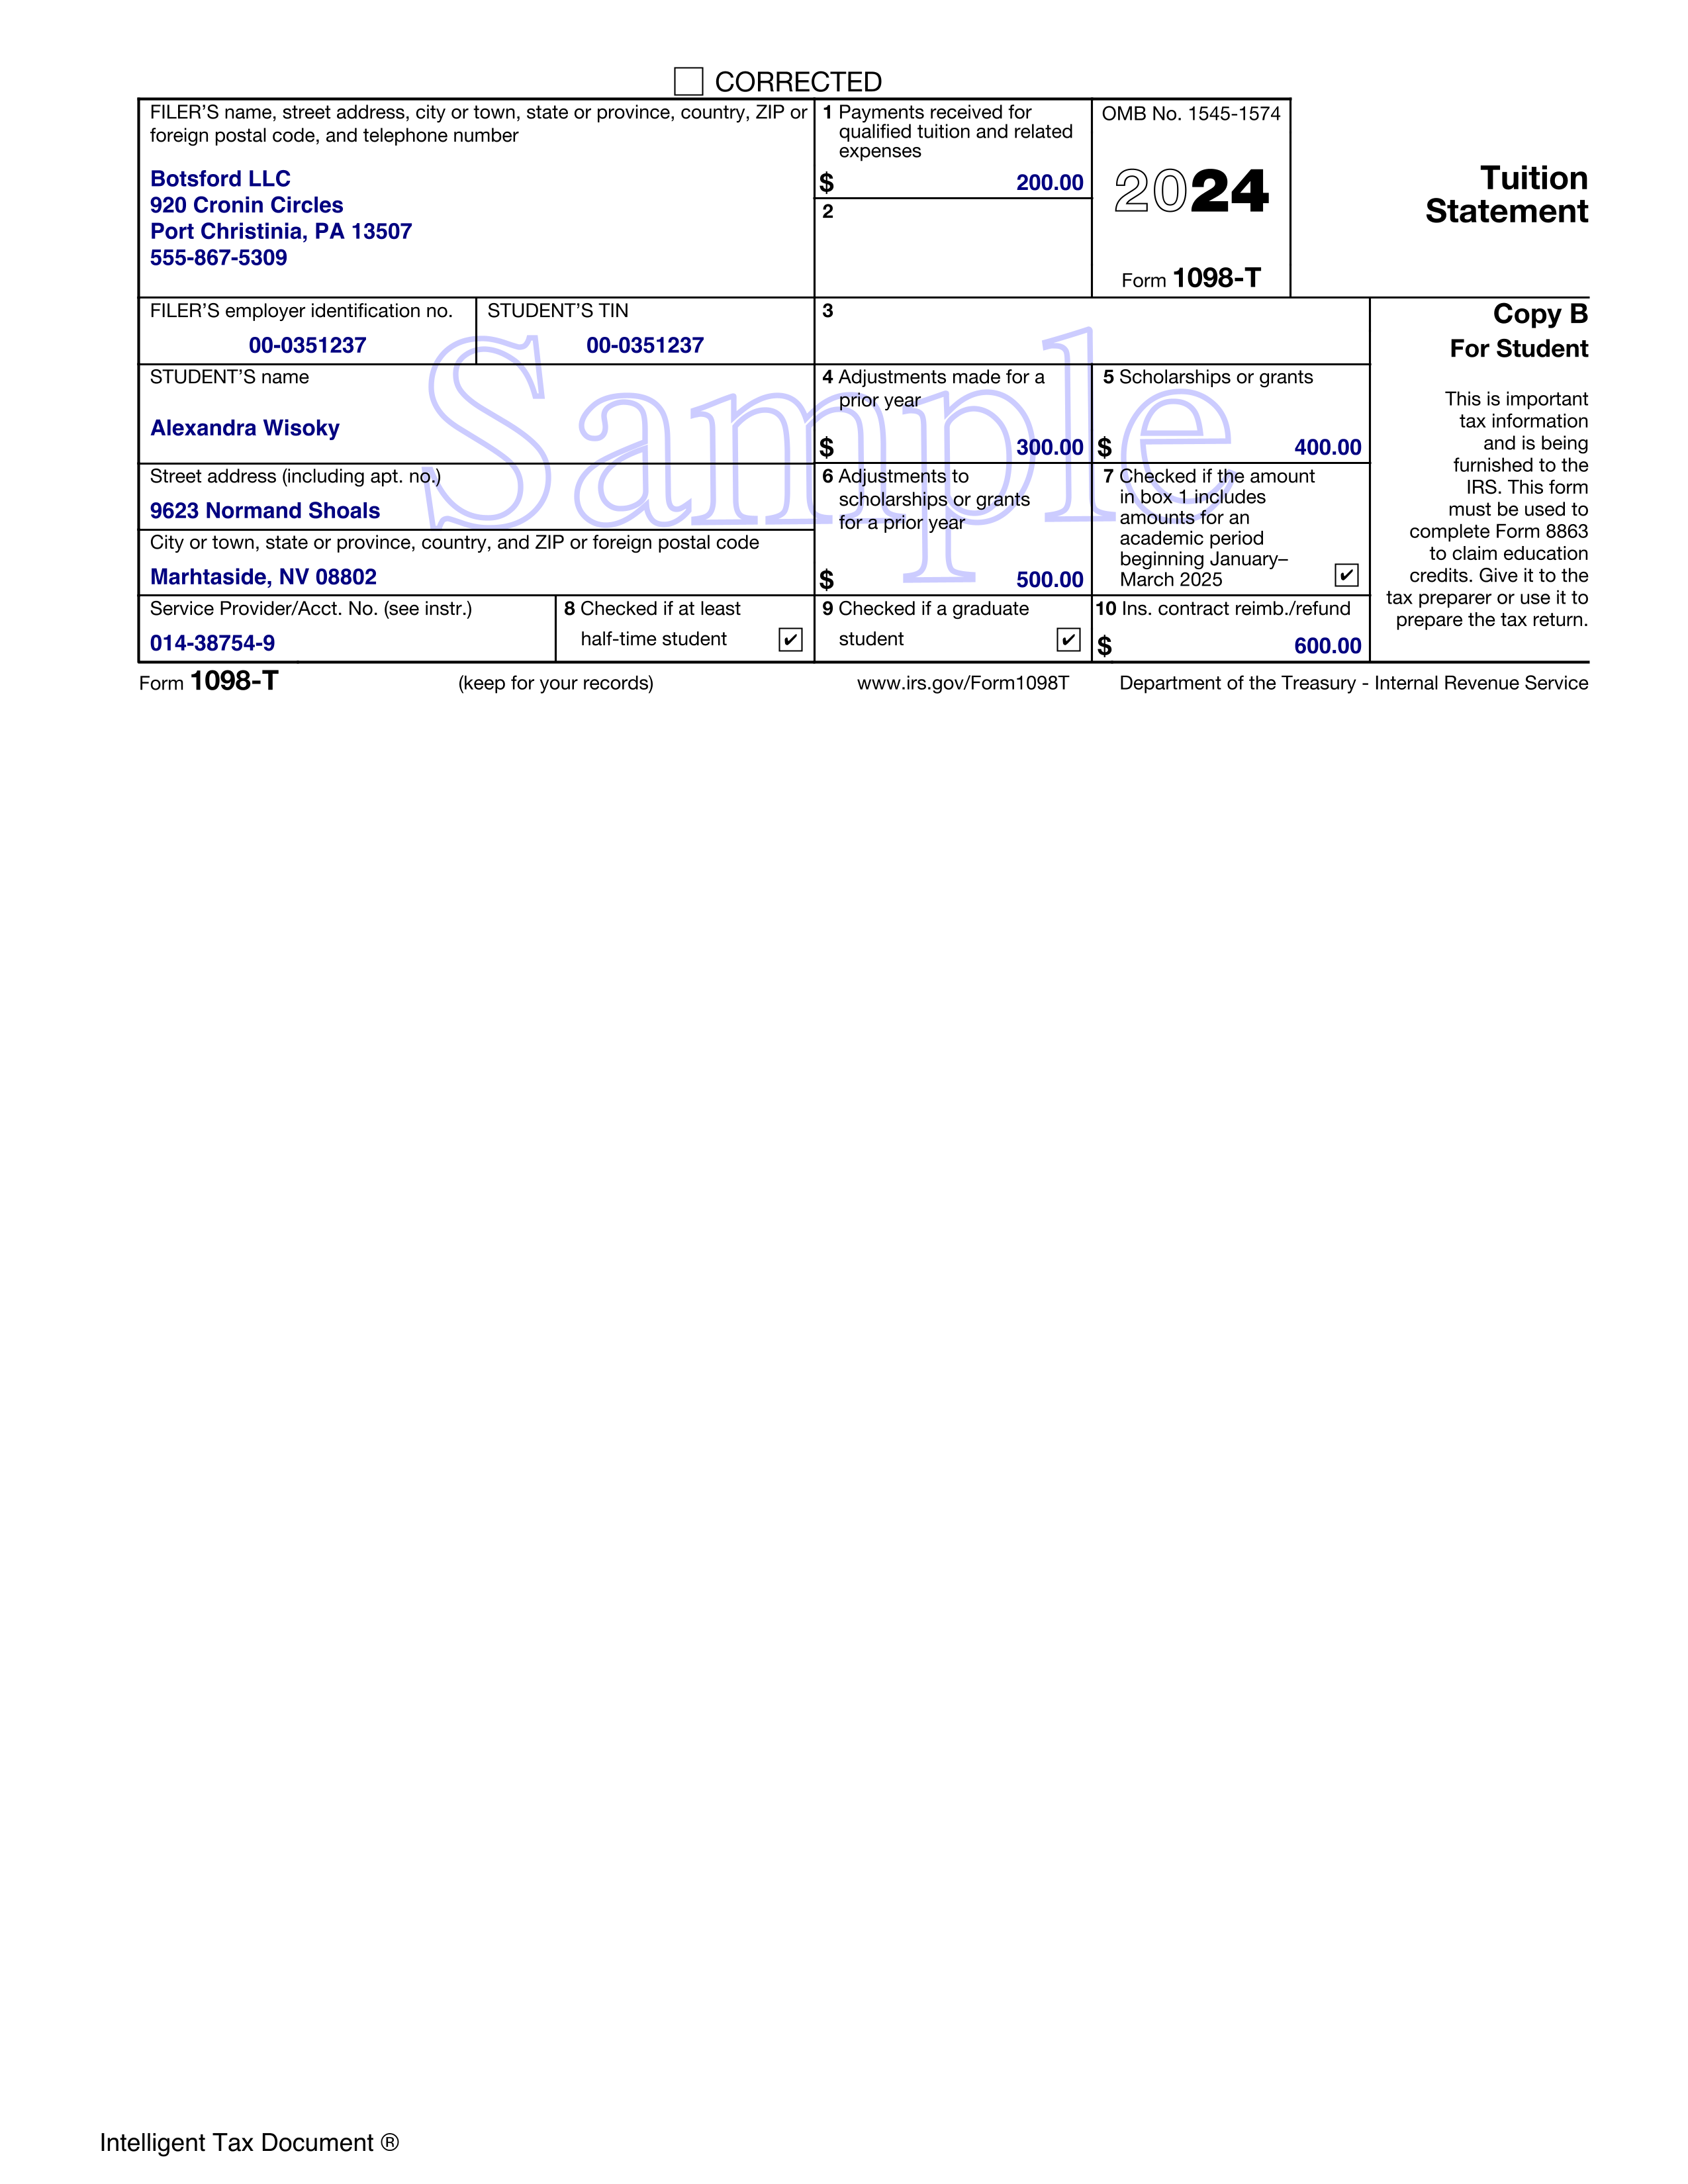 CORRECTED
FILER'S name, street address, city or town, state or province, country, ZIP or
foreign postal code, and telephone number
Botsford LLC
920 Cronin Circles
Port Christinia, PA 13507
555-867-5309
1 Payments received for
qualified tuition and related
expenses
$ 200.00
2
OMB No. 1545-1574
2024
Form 1098-T
Tuition
Statement
FILER'S employer identification no.
00-0351237
STUDENT'S TIN
00-0351237
3
Copy B
For Student
STUDENT'S name
Alexandra Wisoky
4 Adjustments made for a
prior year
$ 300.00
5 Scholarships or grants
$ 400.00
This is important
tax information
and is being
furnished to the
IRS. This form
must be used to
complete Form 8863
to claim education
credits. Give it to the
tax preparer or use it to
prepare the tax return.
Street address (including apt. no.)
9623 Normand Shoals
City or town, state or province, country, and ZIP or foreign postal code
Marhtaside, NV 08802
6 Adjustments to
scholarships or grants
for a prior year
$ 500.00
7 Checked if the amount
in box 1 includes
amounts for an
academic period
beginning January–
March 2025 ✔
Service Provider/Acct. No. (see instr.)
014-38754-9
8 Checked if at least
half-time student ✔
9 Checked if a graduate
student ✔
10 Ins. contract reimb./refund
$ 600.00
Sample
Form 1098-T
(keep for your records)
www.irs.gov/Form1098T
Department of the Treasury - Internal Revenue Service
Intelligent Tax Document ®